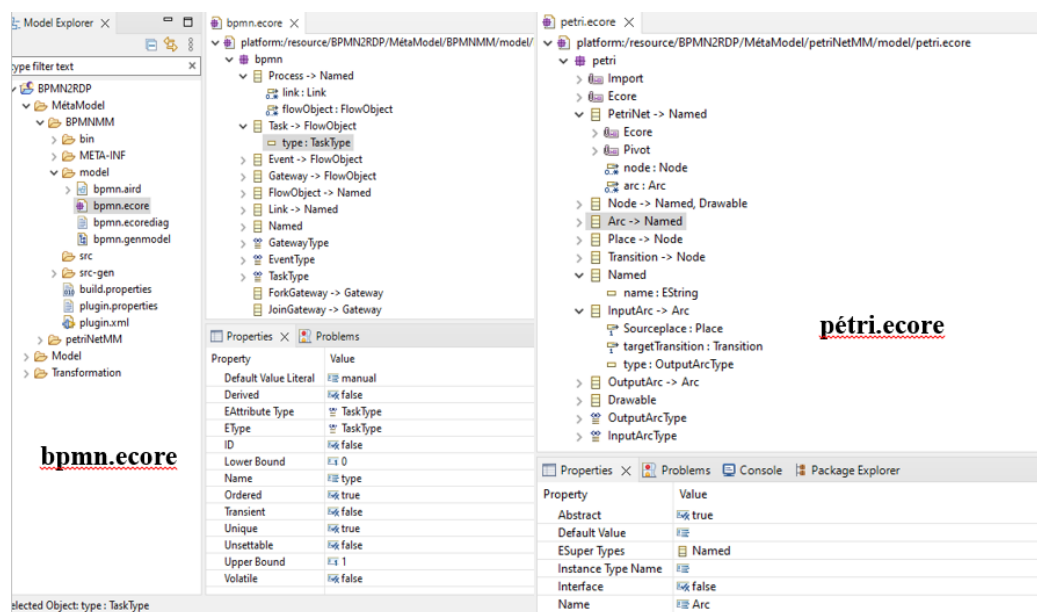 Model Explorer
type filter text
BPMN2RDP
MétaModel
BPMNMM
bin
META-INF
model
bpmn.aird
bpmn.ecore
bpmn.ecorediag
bpmn.genmodel
src
src-gen
build.properties
plugin.properties
plugin.xml
petriNetMM
Model
Transformation
bpmn.ecore
elected Object: type : TaskType
bpmn.ecore
platform:/resource/BPMN2RDP/MétaModel/BPMNMM/model/
bpmn
Process -> Named
link : Link
flowObject : FlowObject
Task -> FlowObject
type : TaskType
Event -> FlowObject
Gateway -> FlowObject
FlowObject -> Named
Link -> Named
Named
GatewayType
EventType
TaskType
ForkGateway -> Gateway
JoinGateway -> Gateway
Properties Problems
Property Value
Default Value Literal manual
Derived false
EAttribute Type TaskType
EType TaskType
ID false
Lower Bound 0
Name type
Ordered true
Transient false
Unique true
Unsettable false
Upper Bound 1
Volatile false
petri.ecore
platform:/resource/BPMN2RDP/MétaModel/petriNetMM/model/petri.ecore
petri
Import
Ecore
PetriNet -> Named
Ecore
Pivot
node : Node
arc : Arc
Node -> Named, Drawable
Arc -> Named
Place -> Node
Transition -> Node
Named
name : EString
InputArc -> Arc
Sourceplace : Place
targetTransition : Transition
type : OutputArcType
OutputArc -> Arc
Drawable
OutputArcType
InputArcType
pétri.ecore
Properties Problems Console Package Explorer
Property Value
Abstract true
Default Value
ESuper Types Named
Instance Type Name
Interface false
Name Arc